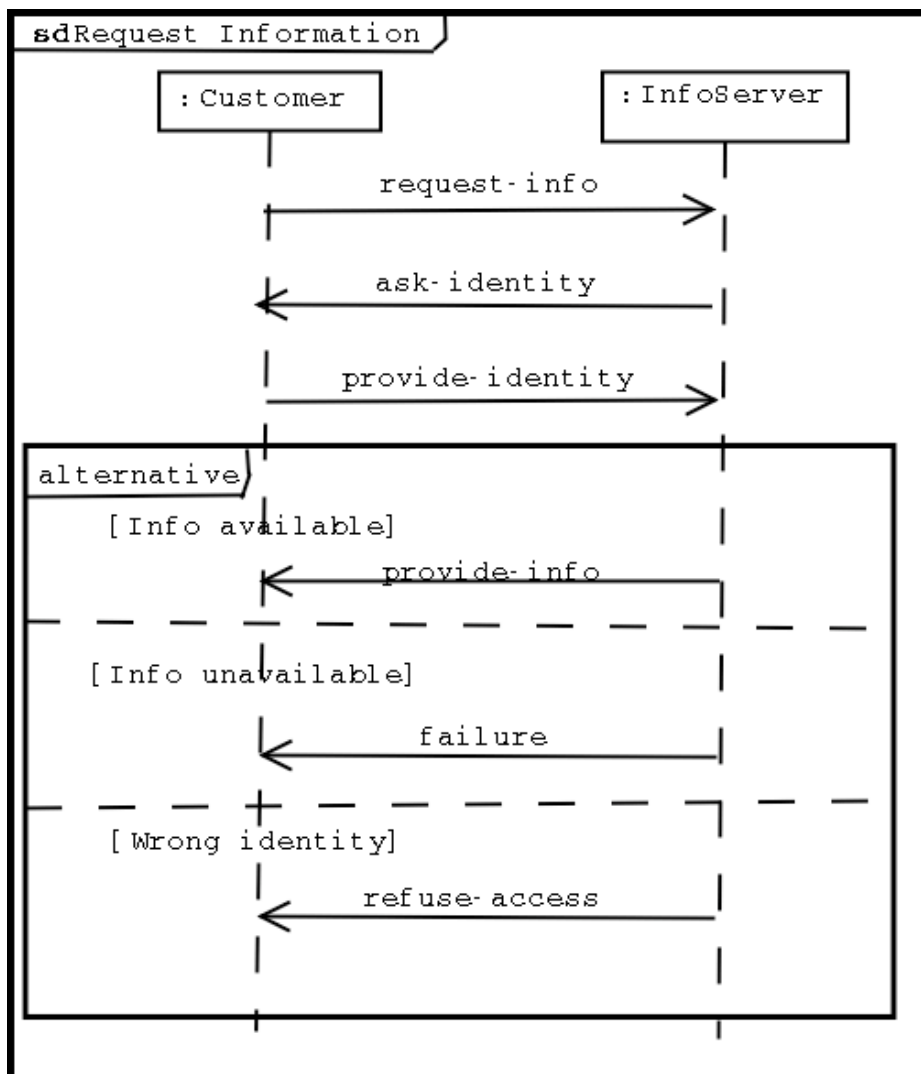 sdRequest Information
:Customer
:InfoServer
request-info
ask-identity
provide-identity
alternative
[Info available]
provide-info
[Info unavailable]
failure
[Wrong identity]
refuse-access